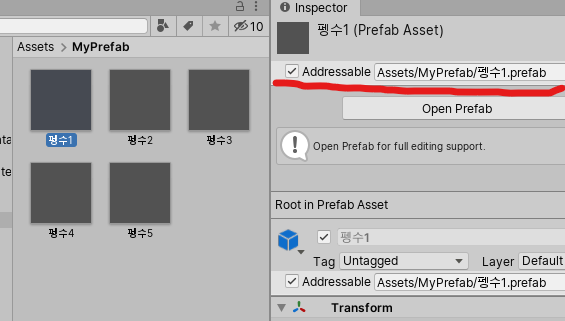 Inspector
10
펭수1 (Prefab Asset)
Assets > MyPrefab
Addressable Assets/MyPrefab/펭수1.prefab
Open Prefab
펭수1 펭수2 펭수3
Open Prefab for full editing support.
Root in Prefab Asset
펭수4 펭수5
펭수1
Tag Untagged Layer Default
Addressable Assets/MyPrefab/펭수1.prefab
Transform